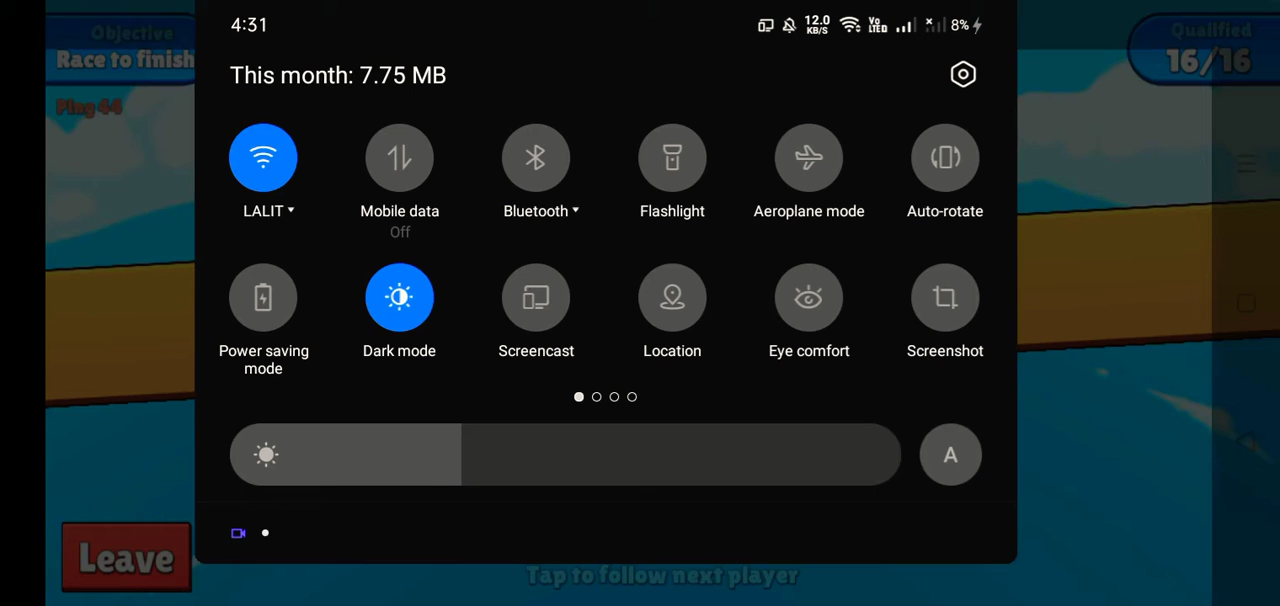 4:31
12.0 KB/S
Vo LTED
8%
Objective
Race to finish
Qualified
16/16
This month: 7.75 MB
Ping 44
LALIT
Mobile data
Off
Bluetooth
Flashlight
Aeroplane mode
Auto-rotate
Power saving mode
Dark mode
Screencast
Location
Eye comfort
Screenshot
A
Leave
Tap to follow next player